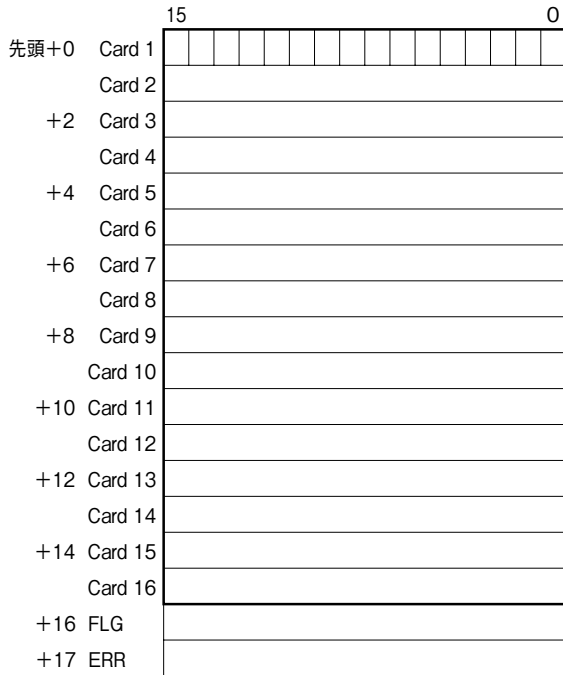 15 0
先頭+0 Card 1
Card 2
+2 Card 3
Card 4
+4 Card 5
Card 6
+6 Card 7
Card 8
+8 Card 9
Card 10
+10 Card 11
Card 12
+12 Card 13
Card 14
+14 Card 15
Card 16
+16 FLG
+17 ERR